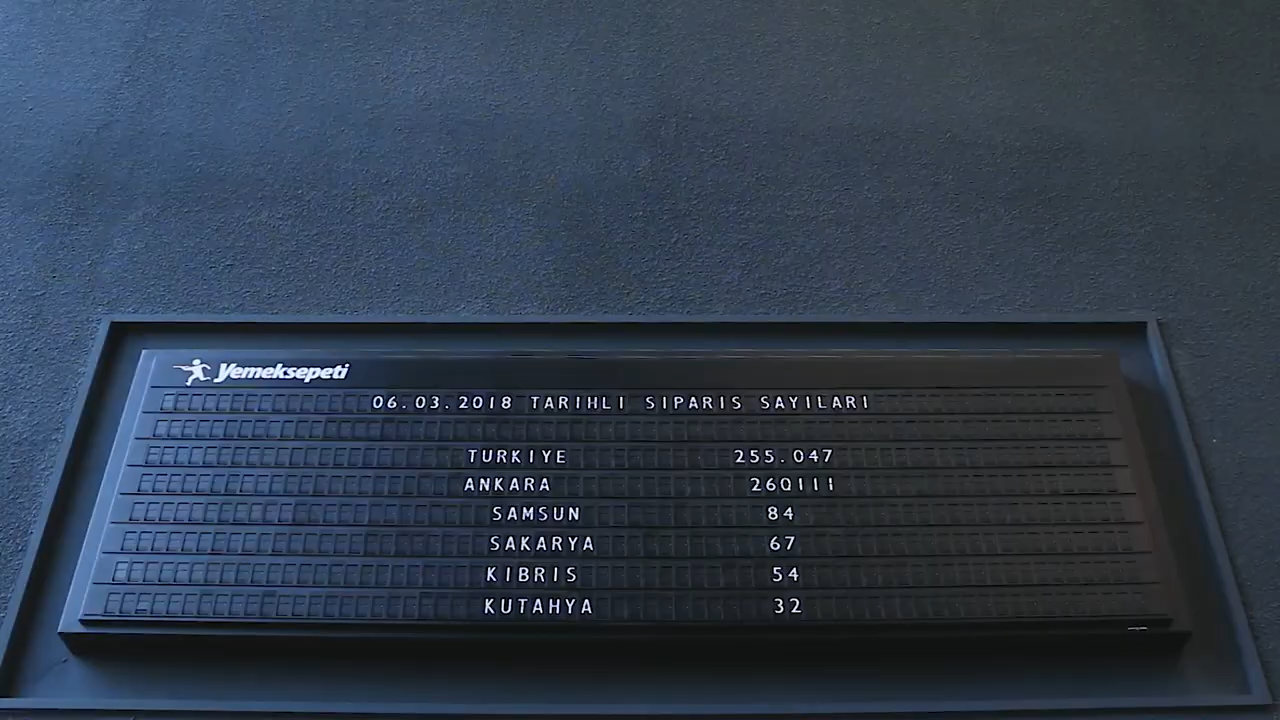 Yemeksepeti
06.03.2018 TARIHLI SIPARIS SAYILARI
TURKIYE 255.047
ANKARA 260111
SAMSUN 84
SAKARYA 67
KIBRIS 54
KUTAHYA 32